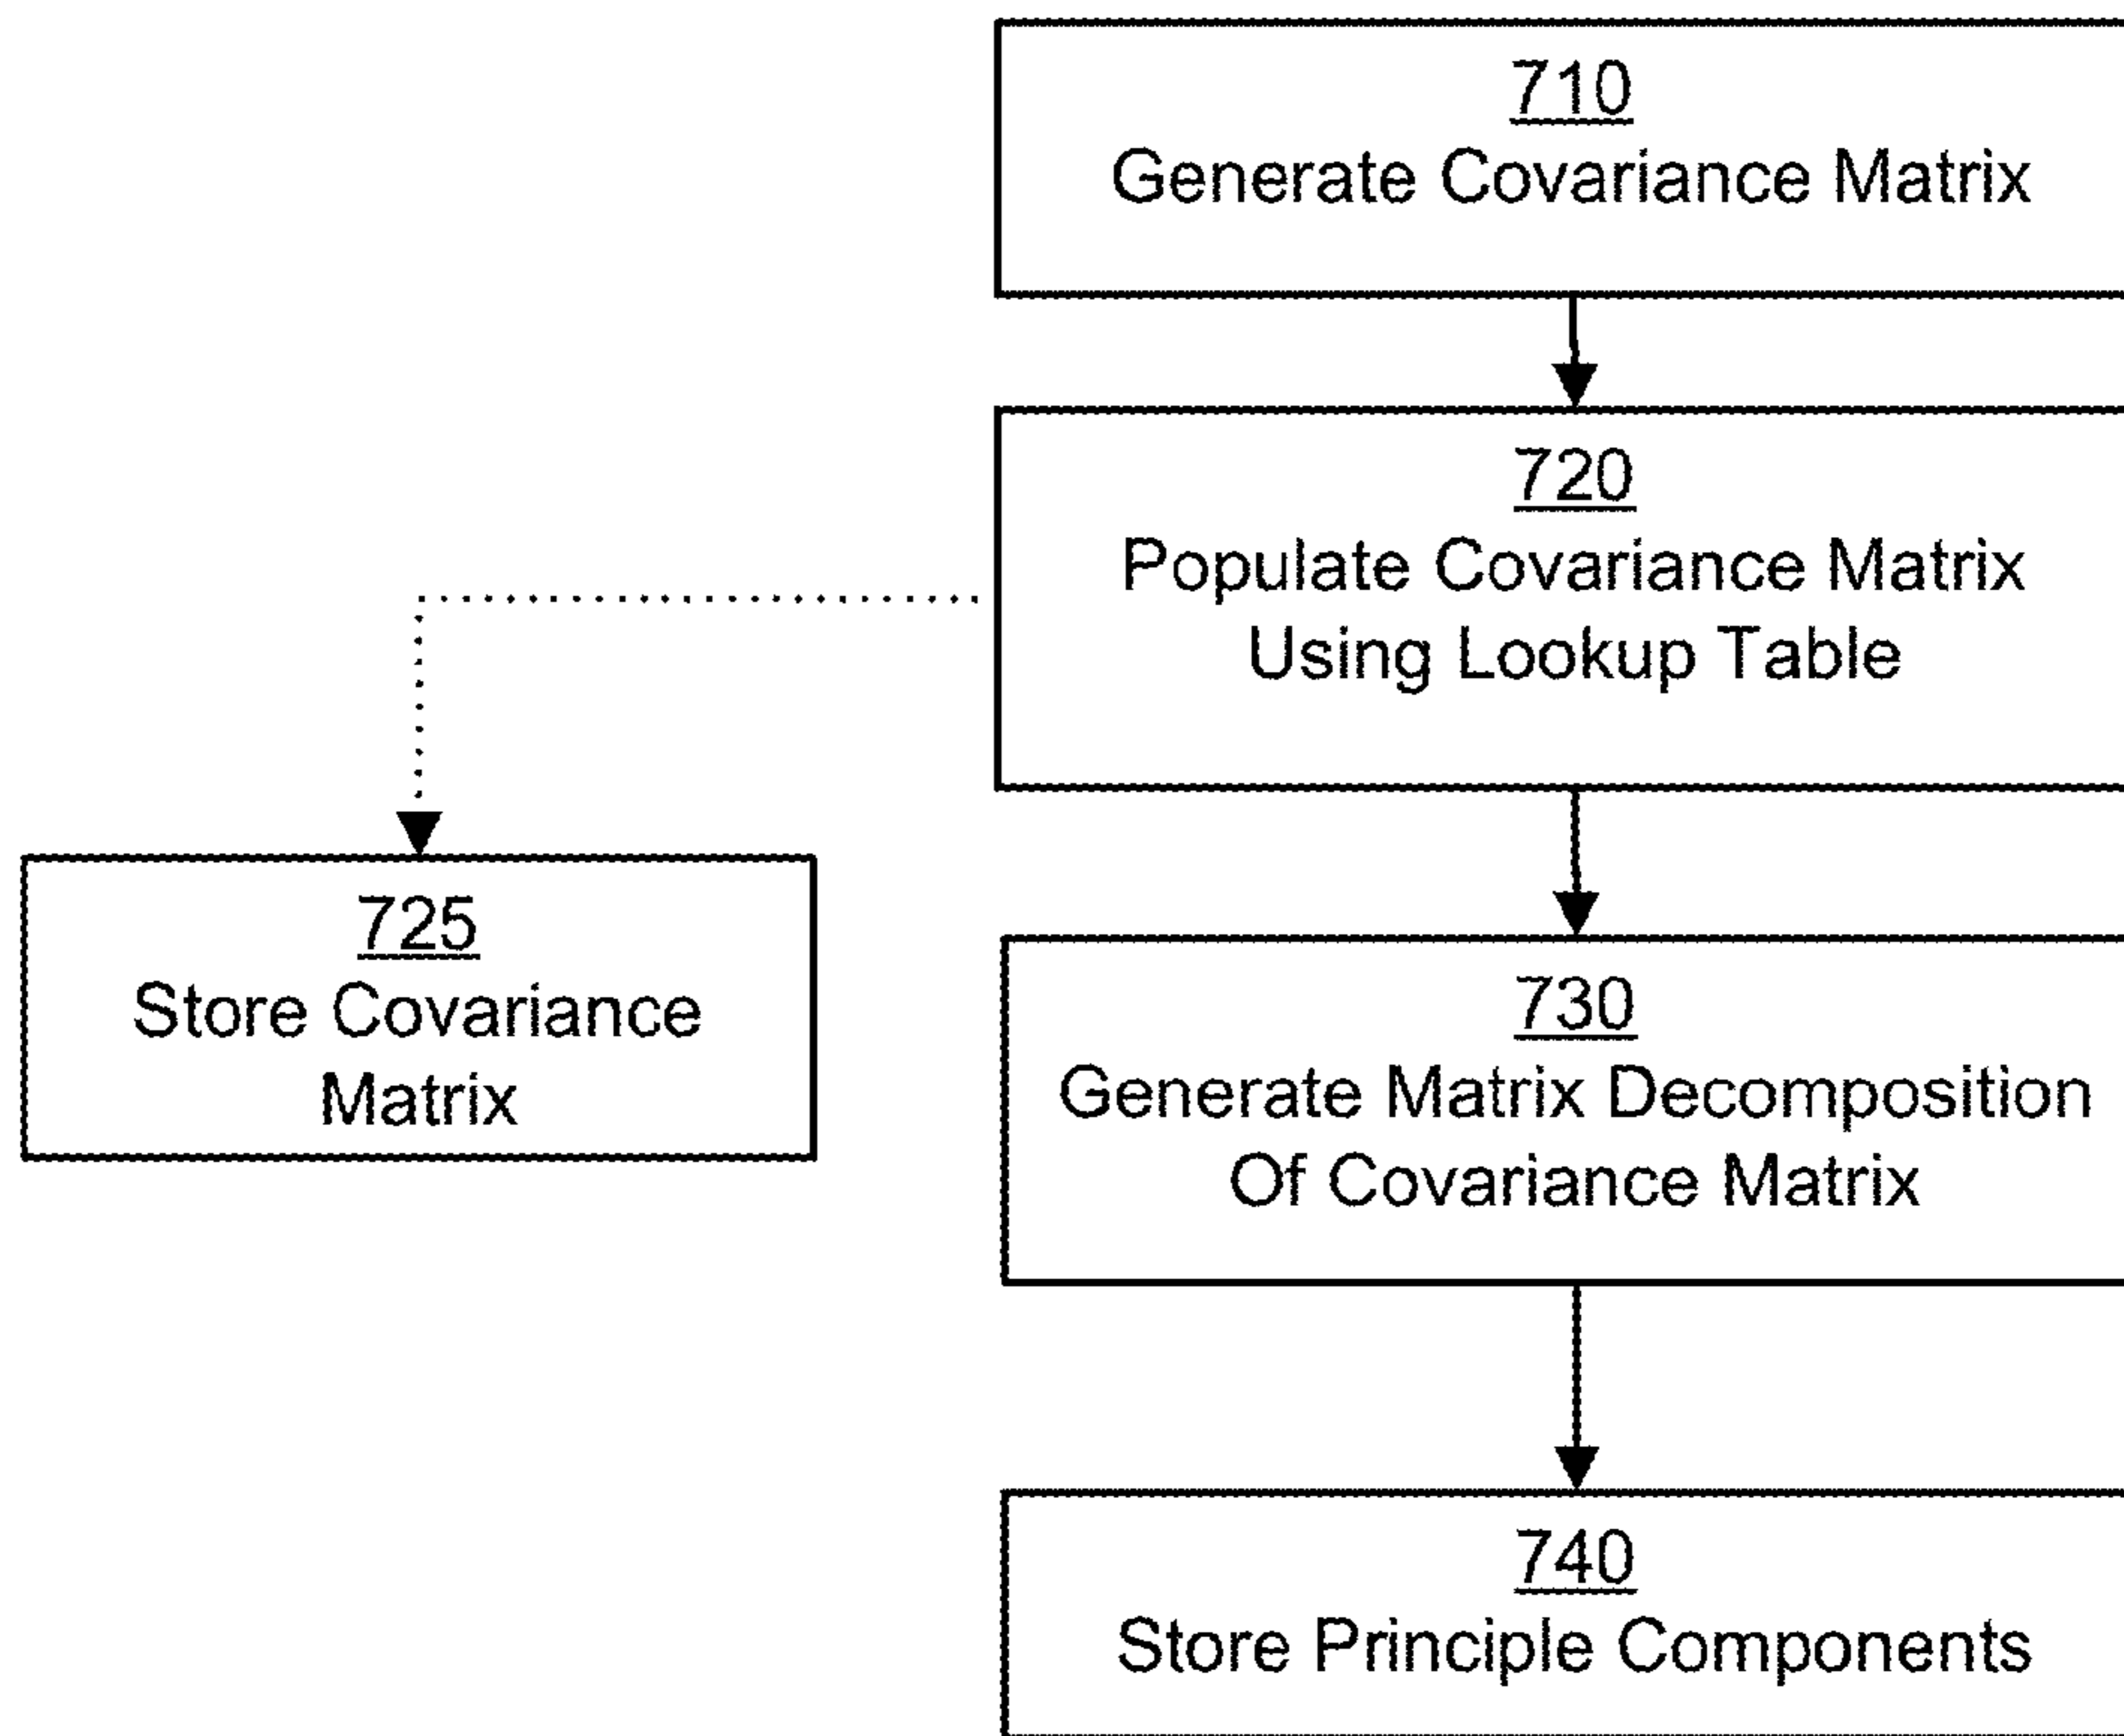 710
Generate Covariance Matrix
720
Populate Covariance Matrix
Using Lookup Table
725
Store Covariance
Matrix
730
Generate Matrix Decomposition
Of Covariance Matrix
740
Store Principle Components